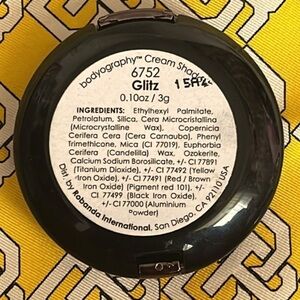 bodyography™ Cream Shadow
6752
Glitz
0.10oz / 3g
INGREDIENTS: Ethylhexyl Palmitate,
Petrolatum, Silica, Cera Microcristallina
(Microcrystalline Wax), Copernicia
Cerifera Cera (Cera Carnauba), Phenyl
Trimethicone, Mica (CI 77019), Euphorbia
Cerifera (Candelilla) Wax, Ozokerite,
Calcium Sodium Borosilicate, +/- CI 77891
(Titanium Dioxide), +/- CI 77492 (Yellow
Iron Oxide), +/- CI 77491 (Red / Brown
Iron Oxide) (Pigment red 101), +/- CI
77499 (Black Iron Oxide)
+/- CI 77000 (Aluminium
Powder)
Dist by Robanda International, San Diego, CA 92110 USA